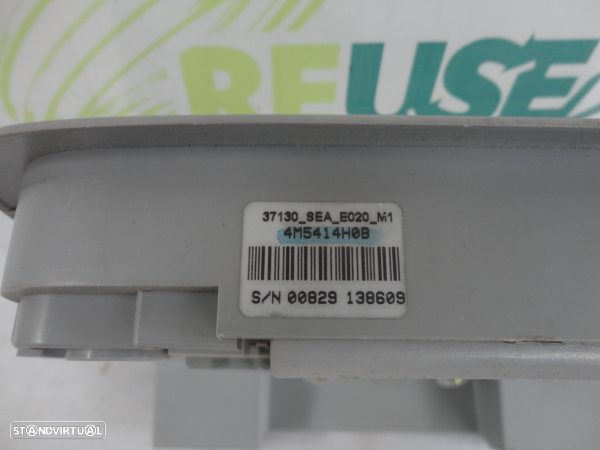 REUSE
37130_SEA_E020_M1
4M5414H0B
S/N 00829 138609
STANDVIRTUAL